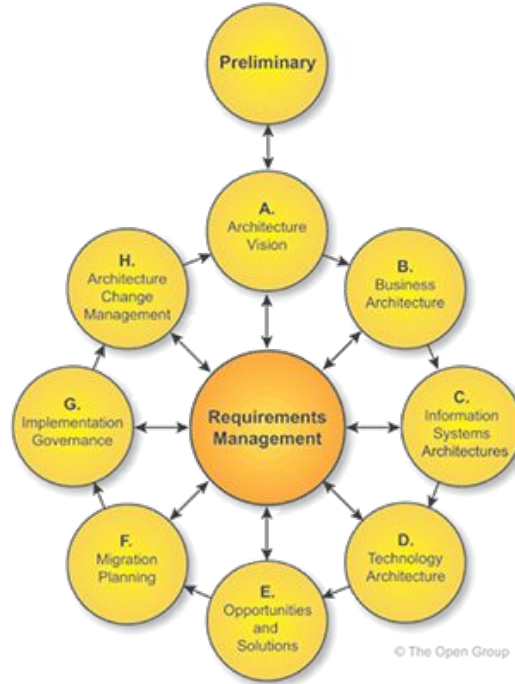 Preliminary
A.
Architecture
Vision
B.
Business
Architecture
C.
Information
Systems
Architectures
D.
Technology
Architecture
E.
Opportunities
and
Solutions
F.
Migration
Planning
G.
Implementation
Governance
H.
Architecture
Change
Management
Requirements
Management
© The Open Group